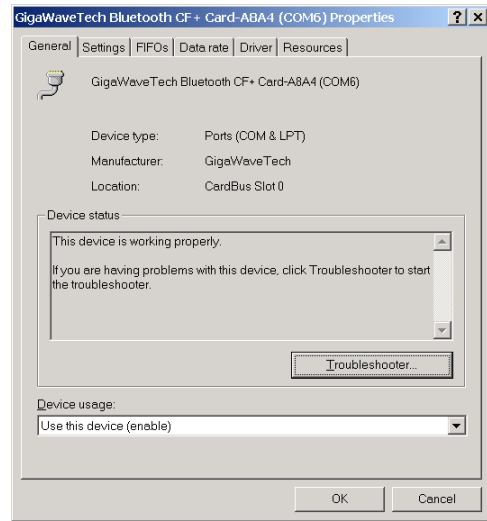 GigaWaveTech Bluetooth CF+ Card-A8A4 (COM6) Properties
General Settings FIFOs Data rate Driver Resources
GigaWaveTech Bluetooth CF+ Card-A8A4 (COM6)
Device type: Ports (COM & LPT)
Manufacturer: GigaWaveTech
Location: CardBus Slot 0
Device status
This device is working properly.
If you are having problems with this device, click Troubleshooter to start
the troubleshooter.
Troubleshooter...
Device usage:
Use this device (enable)
OK Cancel